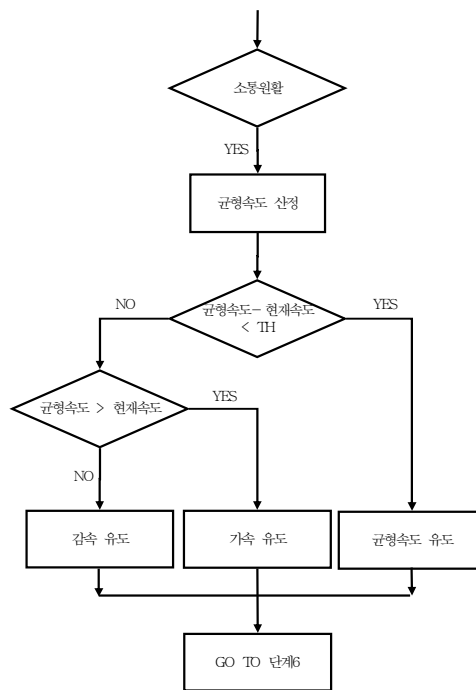 소통원활
YES
균형속도 산정
NO
균형속도- 현재속도
< TH
YES
균형속도 > 현재속도
YES
NO
감속 유도
가속 유도
균형속도 유도
GO TO 단계6